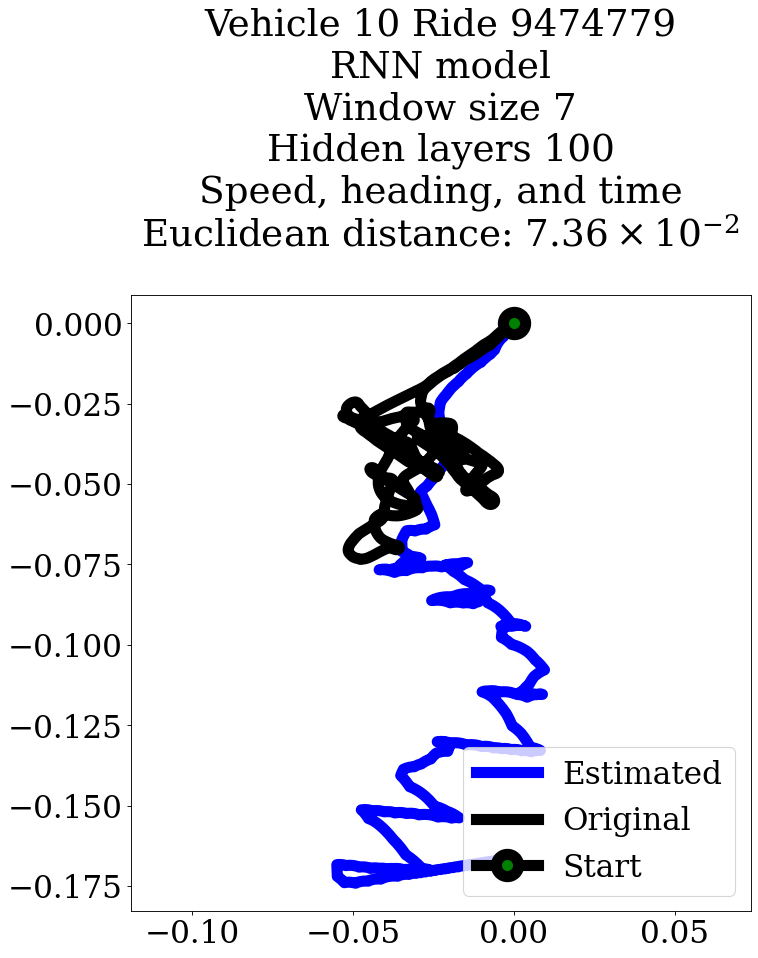 Vehicle 10 Ride 9474779
RNN model
Window size 7
Hidden layers 100
Speed, heading, and time
Euclidean distance: 7.36 × 10⁻²
0.000
−0.025
−0.050
−0.075
−0.100
−0.125
−0.150
−0.175
Estimated
Original
Start
−0.10
−0.05
0.00
0.05